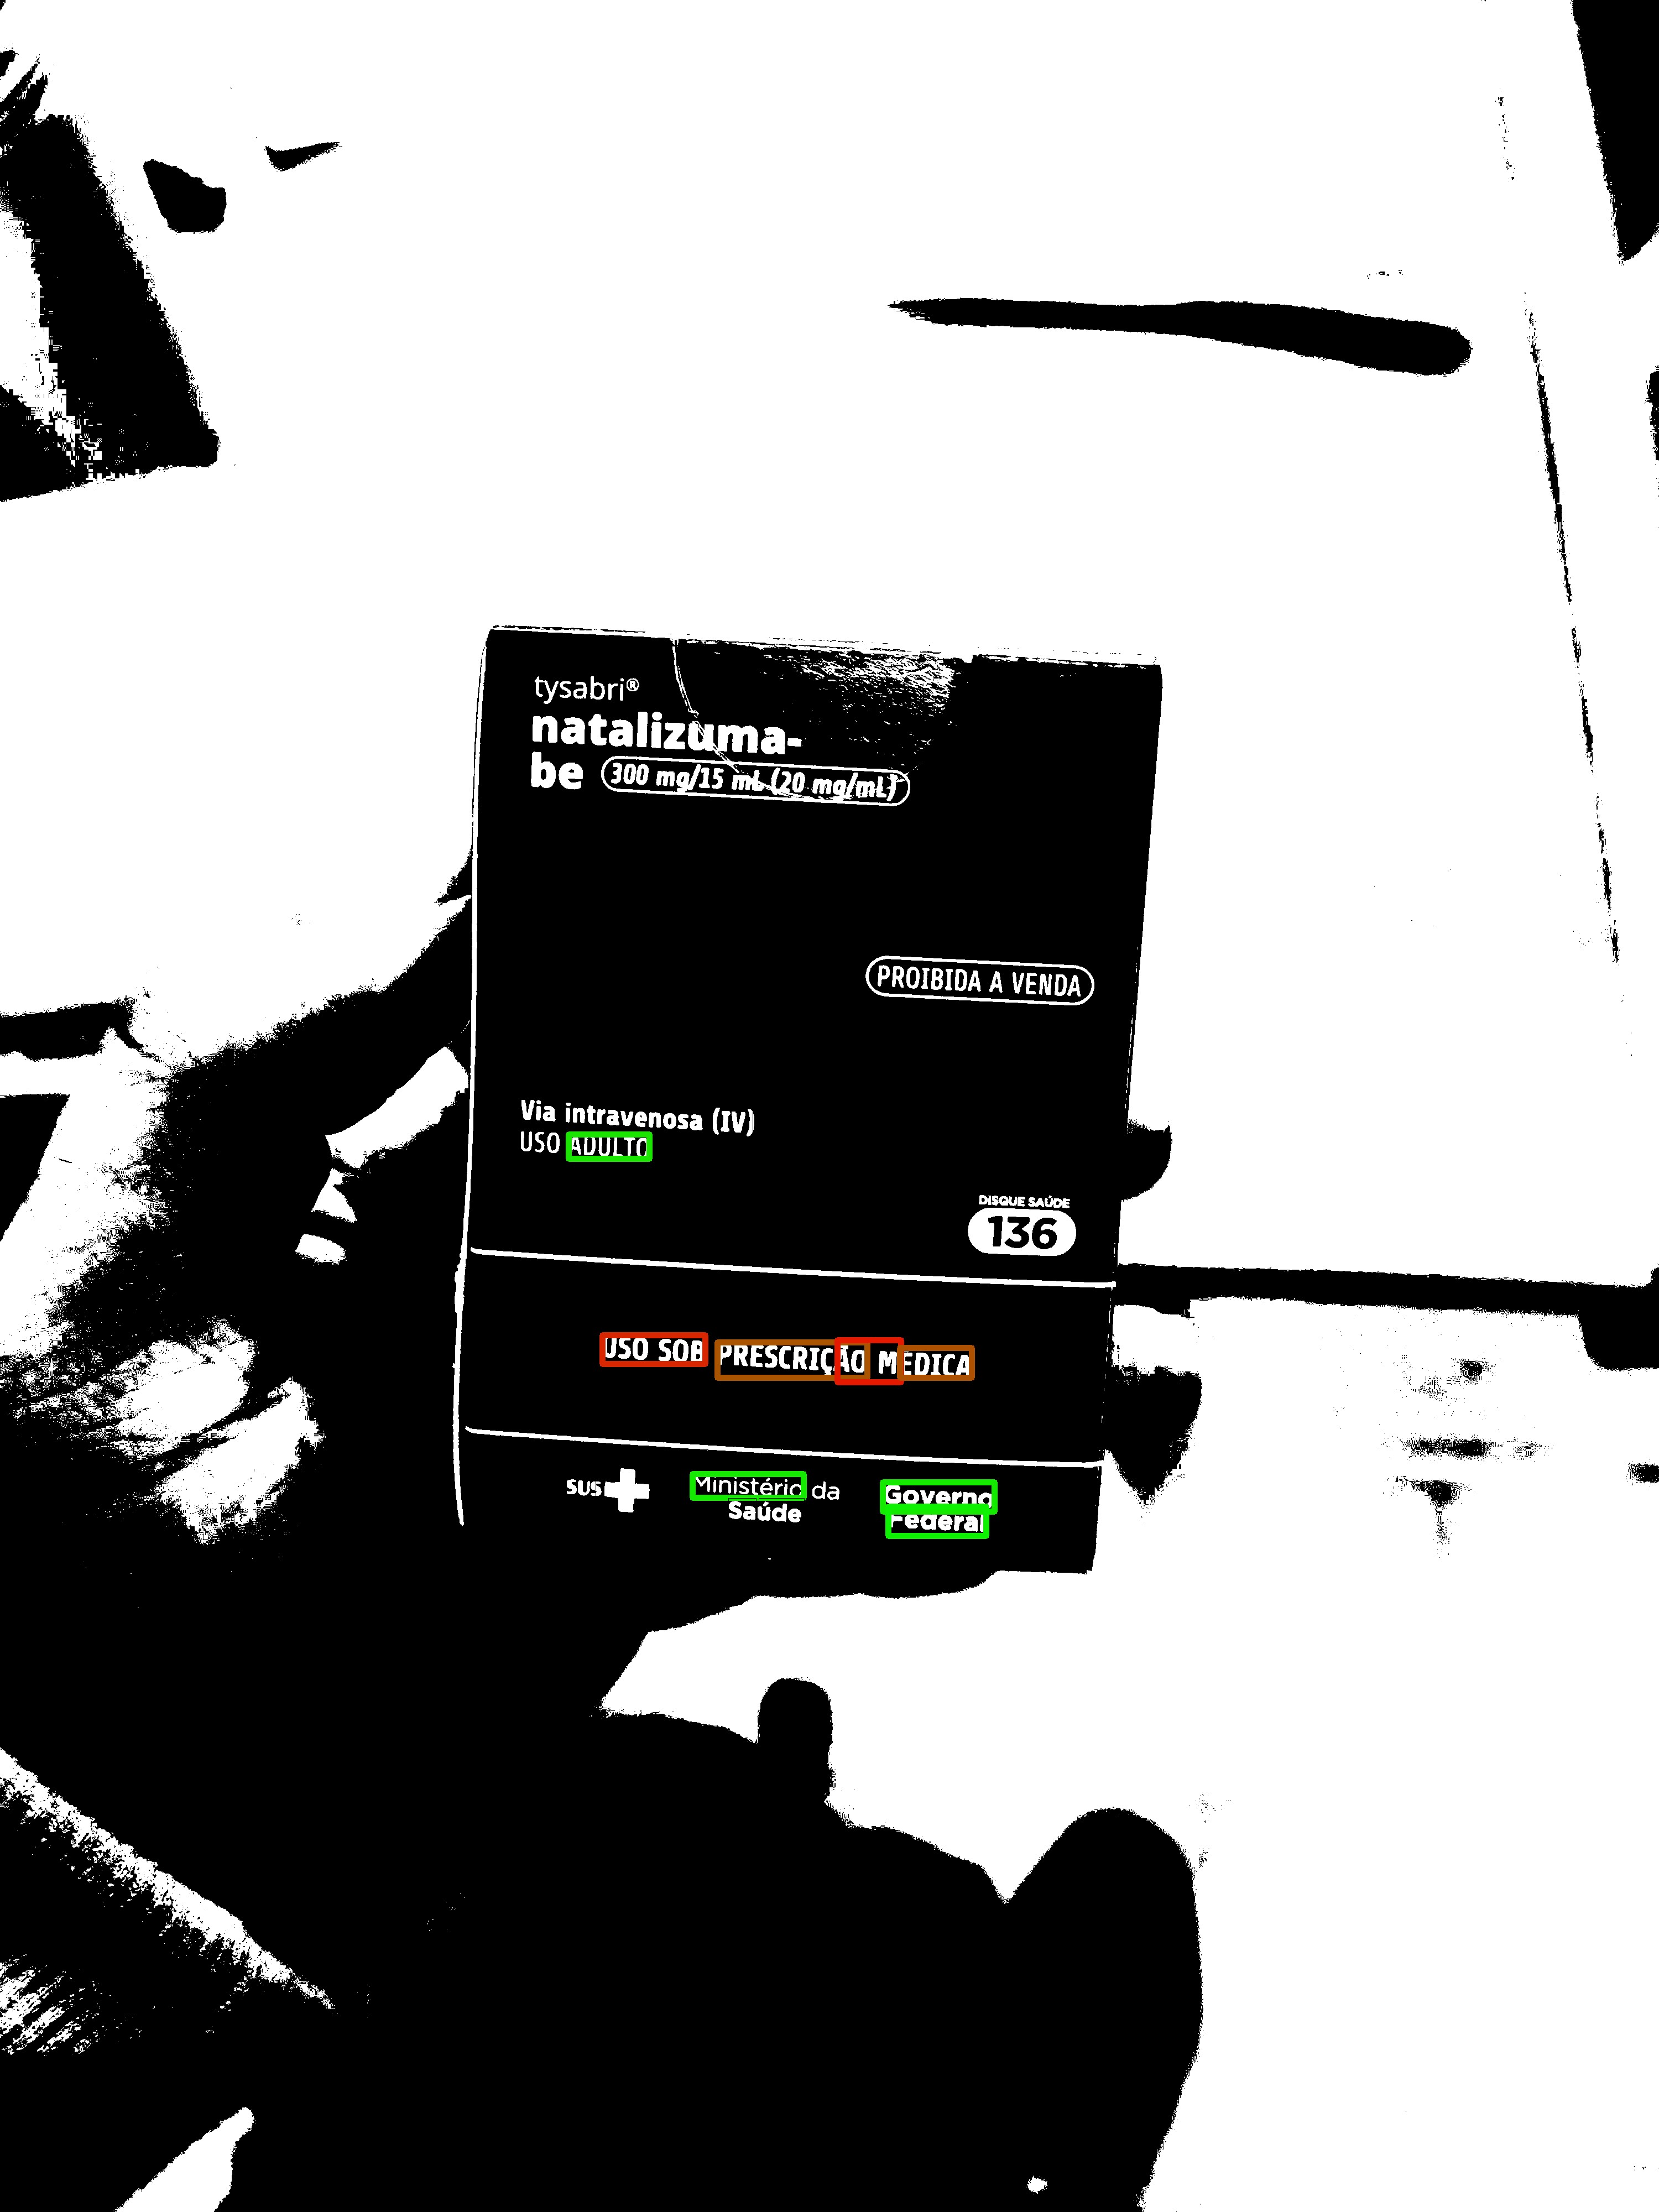 tysabri®
natalizuma-
be 300 mg/15 mL (20 mg/mL)
PROIBIDA A VENDA
Via intravenosa (IV)
USO ADULTO
DISQUE SAÚDE
136
USO SOB PRESCRIÇÃO MEDICA
SUS
Ministério da
Saúde
Governo
Federal